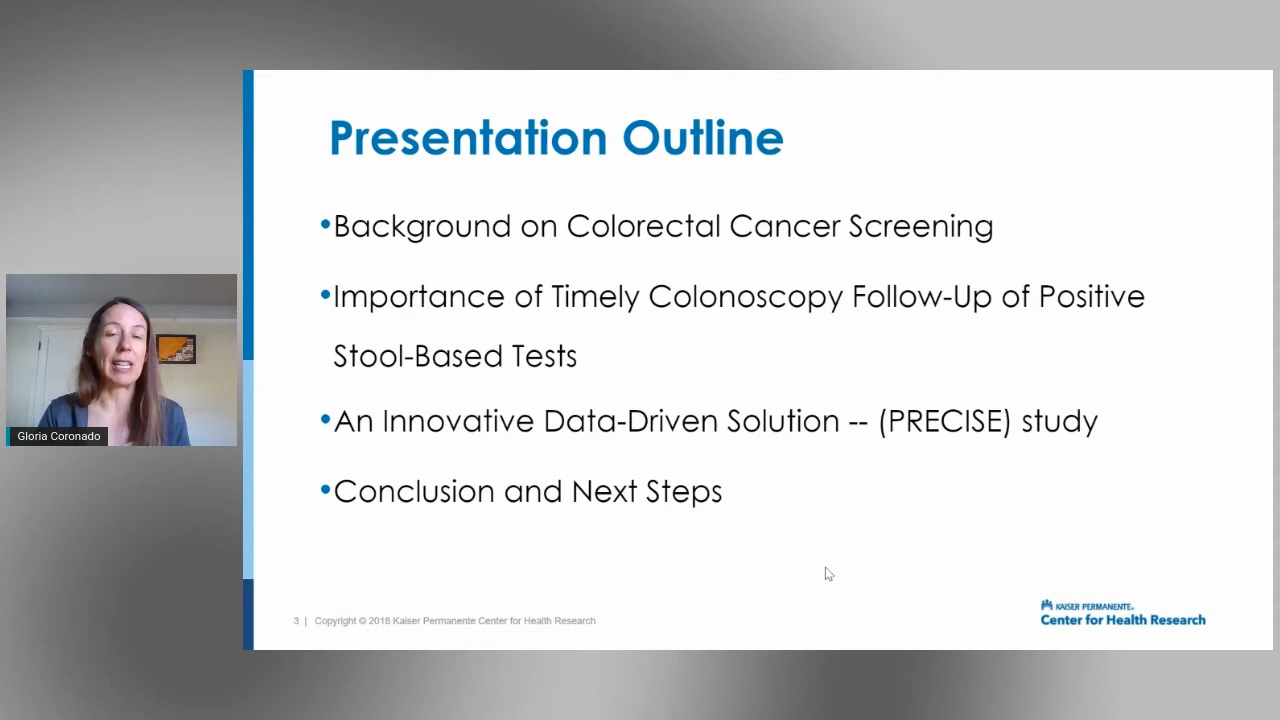 Presentation Outline
•Background on Colorectal Cancer Screening
•Importance of Timely Colonoscopy Follow-Up of Positive
Stool-Based Tests
•An Innovative Data-Driven Solution -- (PRECISE) study
•Conclusion and Next Steps
Gloria Coronado
3 | Copyright © 2018 Kaiser Permanente Center for Health Research
KAISER PERMANENTE®
Center for Health Research